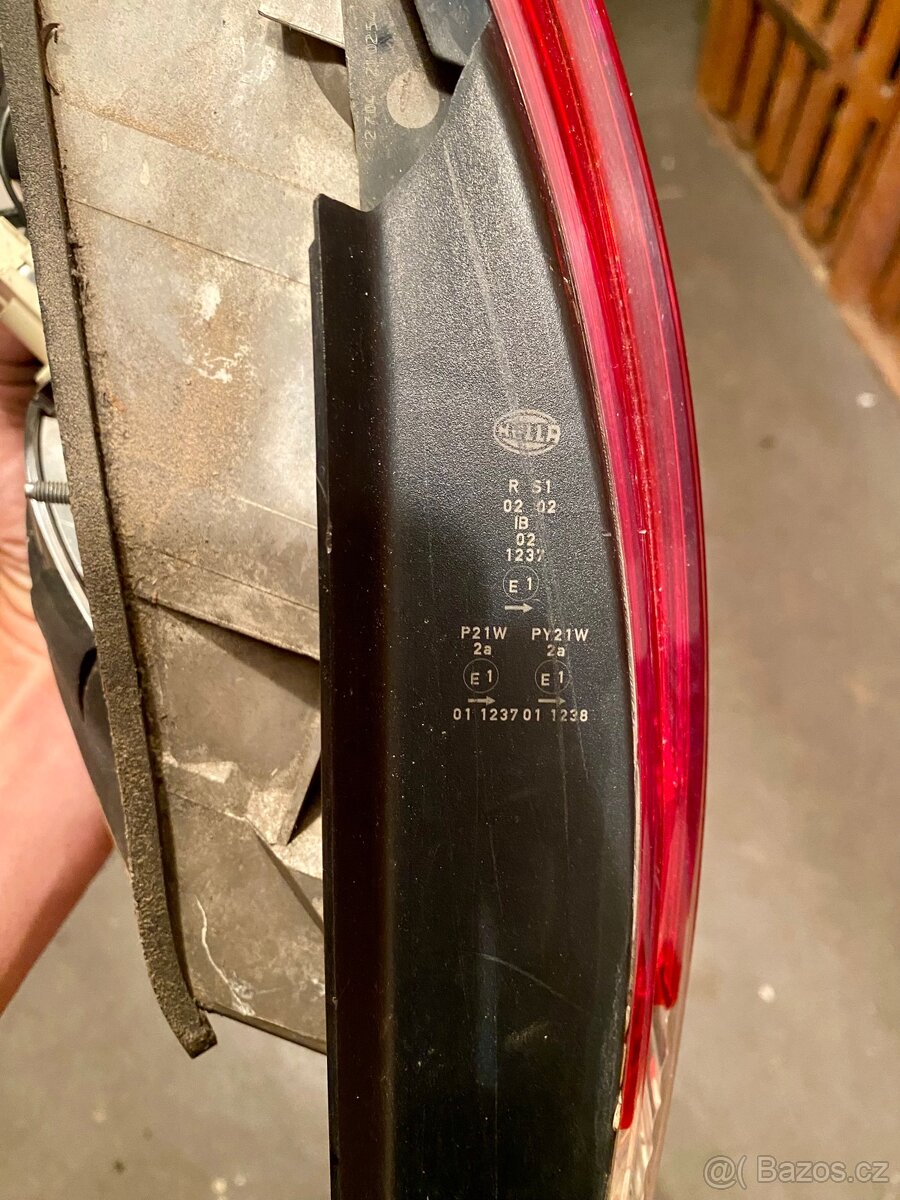 HELLA
R S1
02 02
IB
02
1237
E 1
P21W PY21W
2a 2a
E 1 E 1
01 1237 01 1238
@( Bazos.cz